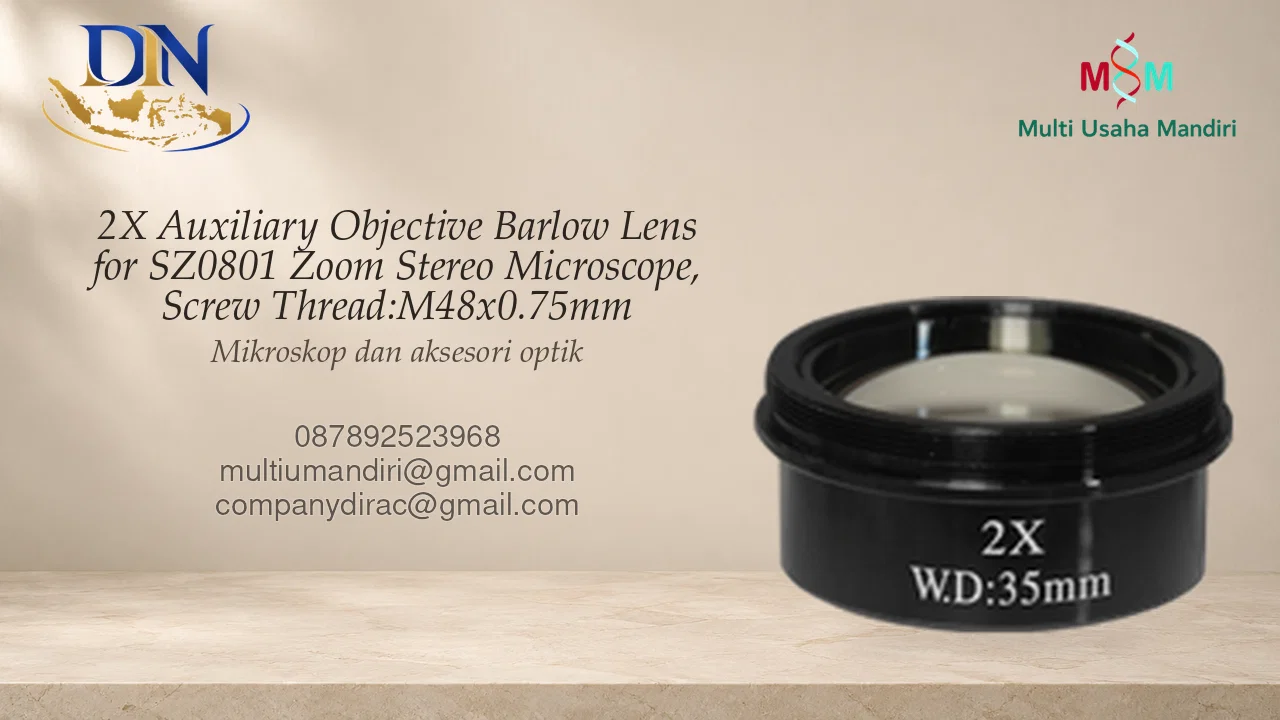 DN
M M
Multi Usaha Mandiri
2X Auxiliary Objective Barlow Lens
for SZ0801 Zoom Stereo Microscope,
Screw Thread:M48x0.75mm
Mikroskop dan aksesori optik
087892523968
multiumandiri@gmail.com
companydirac@gmail.com
2X
W.D:35mm